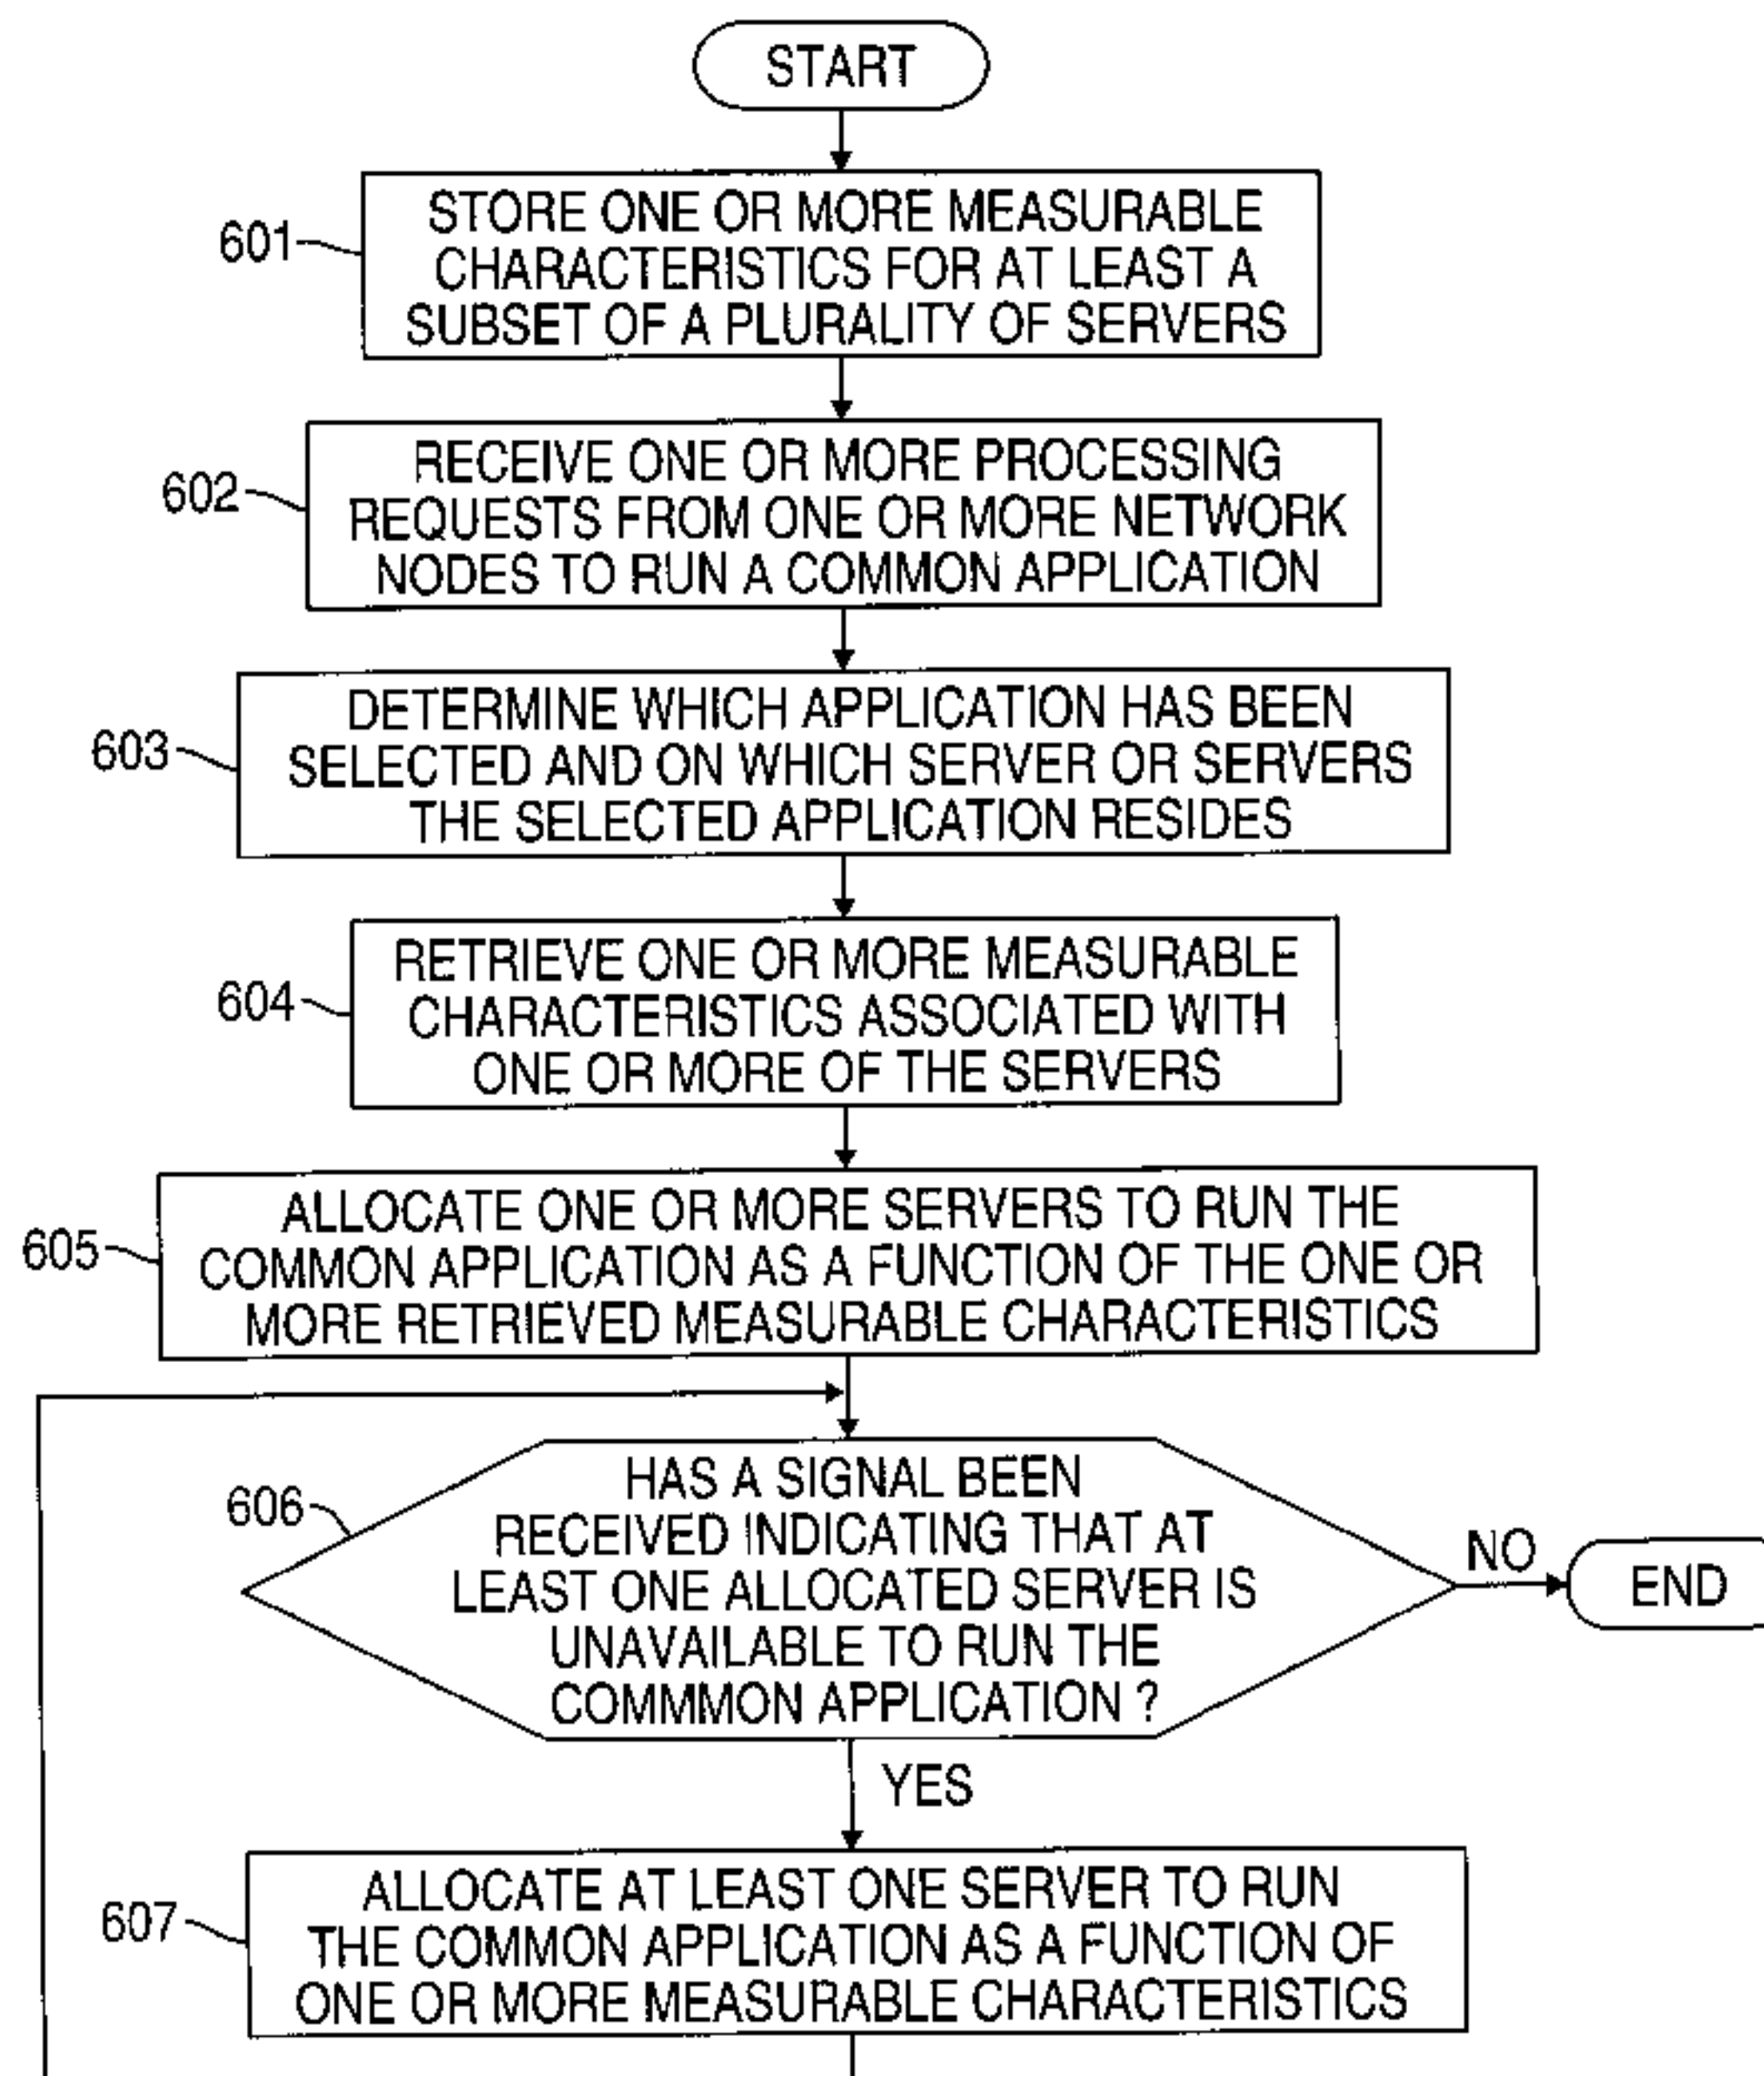 START
601
STORE ONE OR MORE MEASURABLE
CHARACTERISTICS FOR AT LEAST A
SUBSET OF A PLURALITY OF SERVERS
602
RECEIVE ONE OR MORE PROCESSING
REQUESTS FROM ONE OR MORE NETWORK
NODES TO RUN A COMMON APPLICATION
603
DETERMINE WHICH APPLICATION HAS BEEN
SELECTED AND ON WHICH SERVER OR SERVERS
THE SELECTED APPLICATION RESIDES
604
RETRIEVE ONE OR MORE MEASURABLE
CHARACTERISTICS ASSOCIATED WITH
ONE OR MORE OF THE SERVERS
605
ALLOCATE ONE OR MORE SERVERS TO RUN THE
COMMON APPLICATION AS A FUNCTION OF THE ONE OR
MORE RETRIEVED MEASURABLE CHARACTERISTICS
606
HAS A SIGNAL BEEN
RECEIVED INDICATING THAT AT
LEAST ONE ALLOCATED SERVER IS
UNAVAILABLE TO RUN THE
COMMMON APPLICATION ?
NO
END
YES
607
ALLOCATE AT LEAST ONE SERVER TO RUN
THE COMMON APPLICATION AS A FUNCTION OF
ONE OR MORE MEASURABLE CHARACTERISTICS